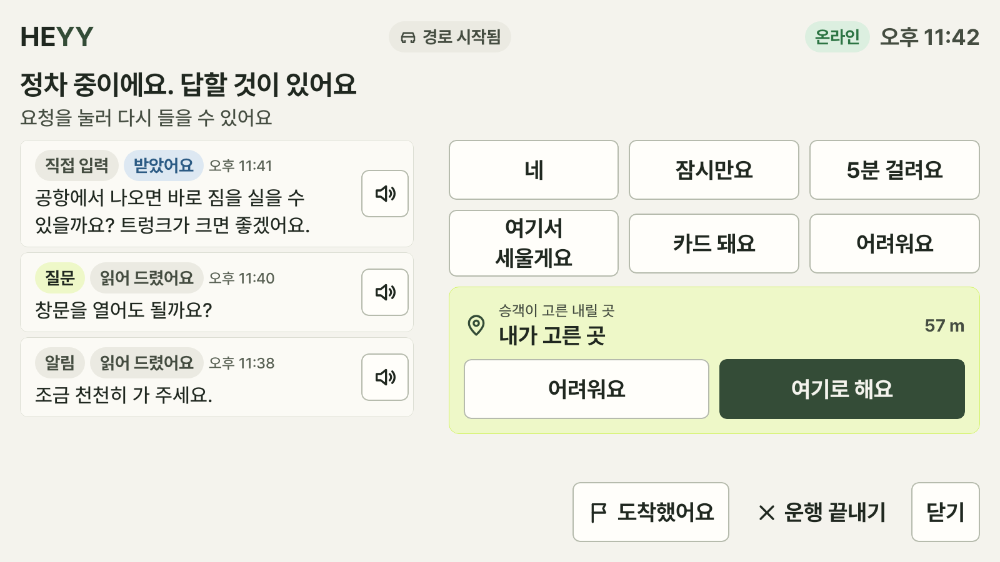 HEYY
경로 시작됨
온라인 오후 11:42
정차 중이에요. 답할 것이 있어요
요청을 눌러 다시 들을 수 있어요
직접 입력 받았어요 오후 11:41
공항에서 나오면 바로 짐을 실을 수
있을까요? 트렁크가 크면 좋겠어요.
질문 읽어 드렸어요 오후 11:40
창문을 열어도 될까요?
알림 읽어 드렸어요 오후 11:38
조금 천천히 가 주세요.
네 잠시만요 5분 걸려요
여기서
세울게요
카드 돼요 어려워요
승객이 고른 내릴 곳
내가 고른 곳
57 m
어려워요 여기로 해요
도착했어요 운행 끝내기 닫기